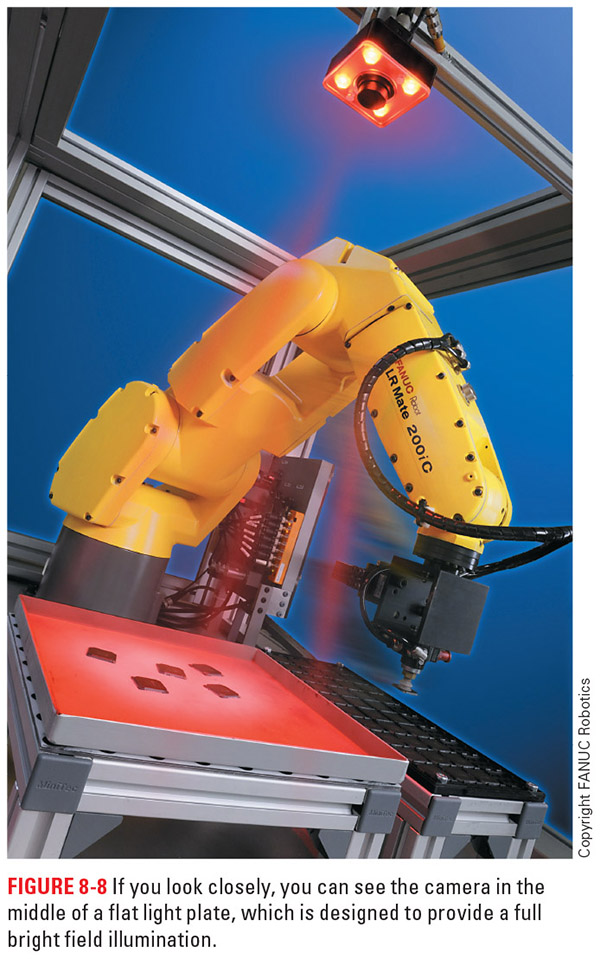 FANUC Robot
LR Mate 200iC
MiniTec
Copyright FANUC Robotics
FIGURE 8-8 If you look closely, you can see the camera in the
middle of a flat light plate, which is designed to provide a full
bright field illumination.